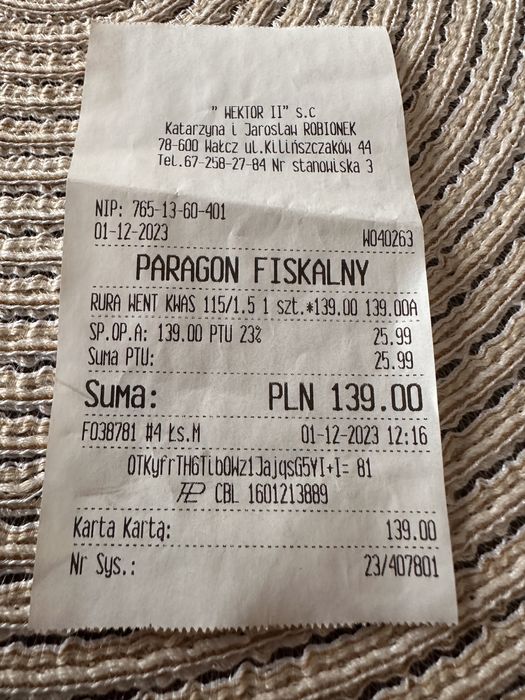 " WEKTOR II" s.c
Katarzyna i Jarosław ROBIONEK
78-600 Wałcz ul.Kilińszczaków 44
Tel.67-258-27-84 Nr stanowiska 3
NIP: 765-13-60-401
01-12-2023 W040263
PARAGON FISKALNY
RURA WENT KWAS 115/1.5 1 szt.*139.00 139.00A
SP.OP.A: 139.00 PTU 23% 25.99
Suma PTU: 25.99
Suma: PLN 139.00
F038781 #4 Ł.S.M 01-12-2023 12:16
OTKyfrTH6TLbOWz1JajqsG5YI+I= 81
CBL 1601213889
Karta Kartą: 139.00
Nr Sys.: 23/407801